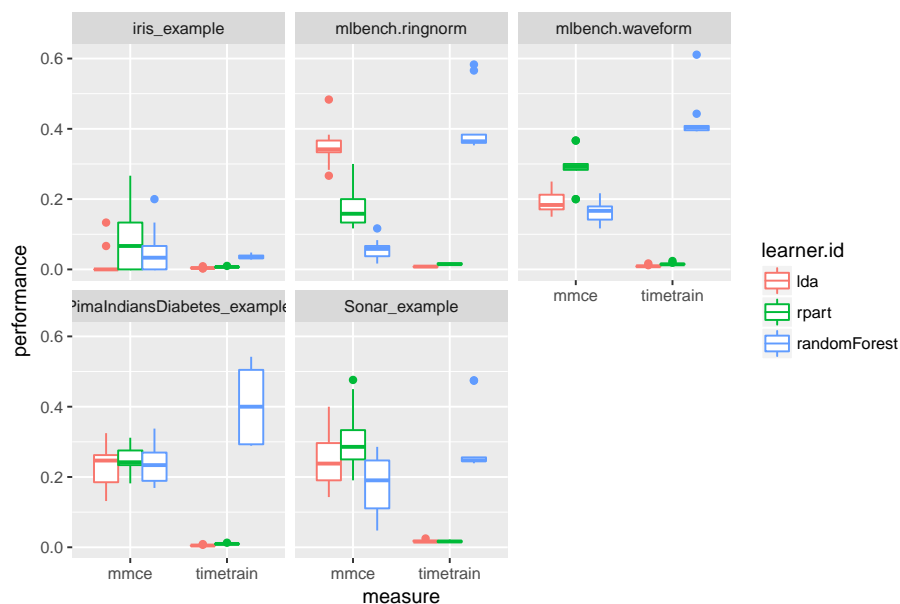 iris_example
mlbench.ringnorm
mlbench.waveform
0.6
0.4
0.2
0.0
mmce
timetrain
PimaIndiansDiabetes_example
Sonar_example
0.6
0.4
0.2
0.0
mmce
timetrain
mmce
timetrain
performance
measure
learner.id
lda
rpart
randomForest